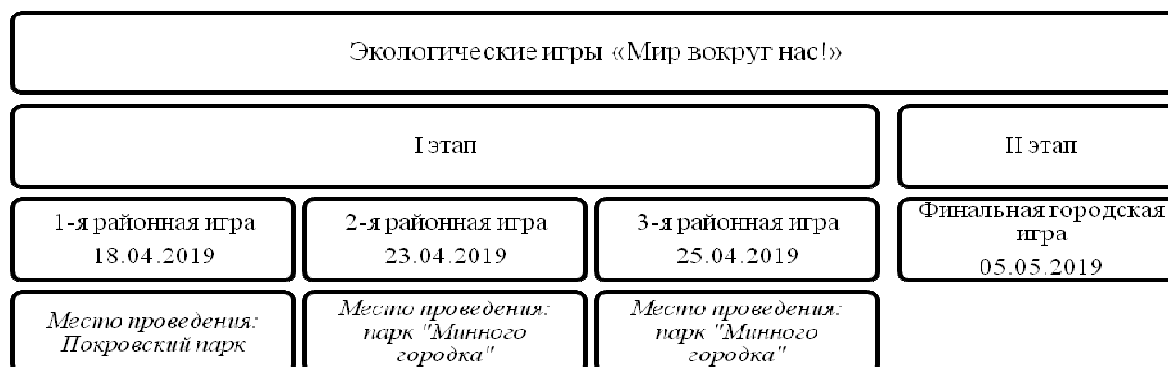 Экологические игры «Мир вокруг нас!»
I этап
II этап
1-я районная игра
18.04.2019
2-я районная игра
23.04.2019
3-я районная игра
25.04.2019
Финальная городская
игра
05.05.2019
Место проведения:
Покровский парк
Место проведения:
парк "Минного
городка"
Место проведения:
парк "Минного
городка"